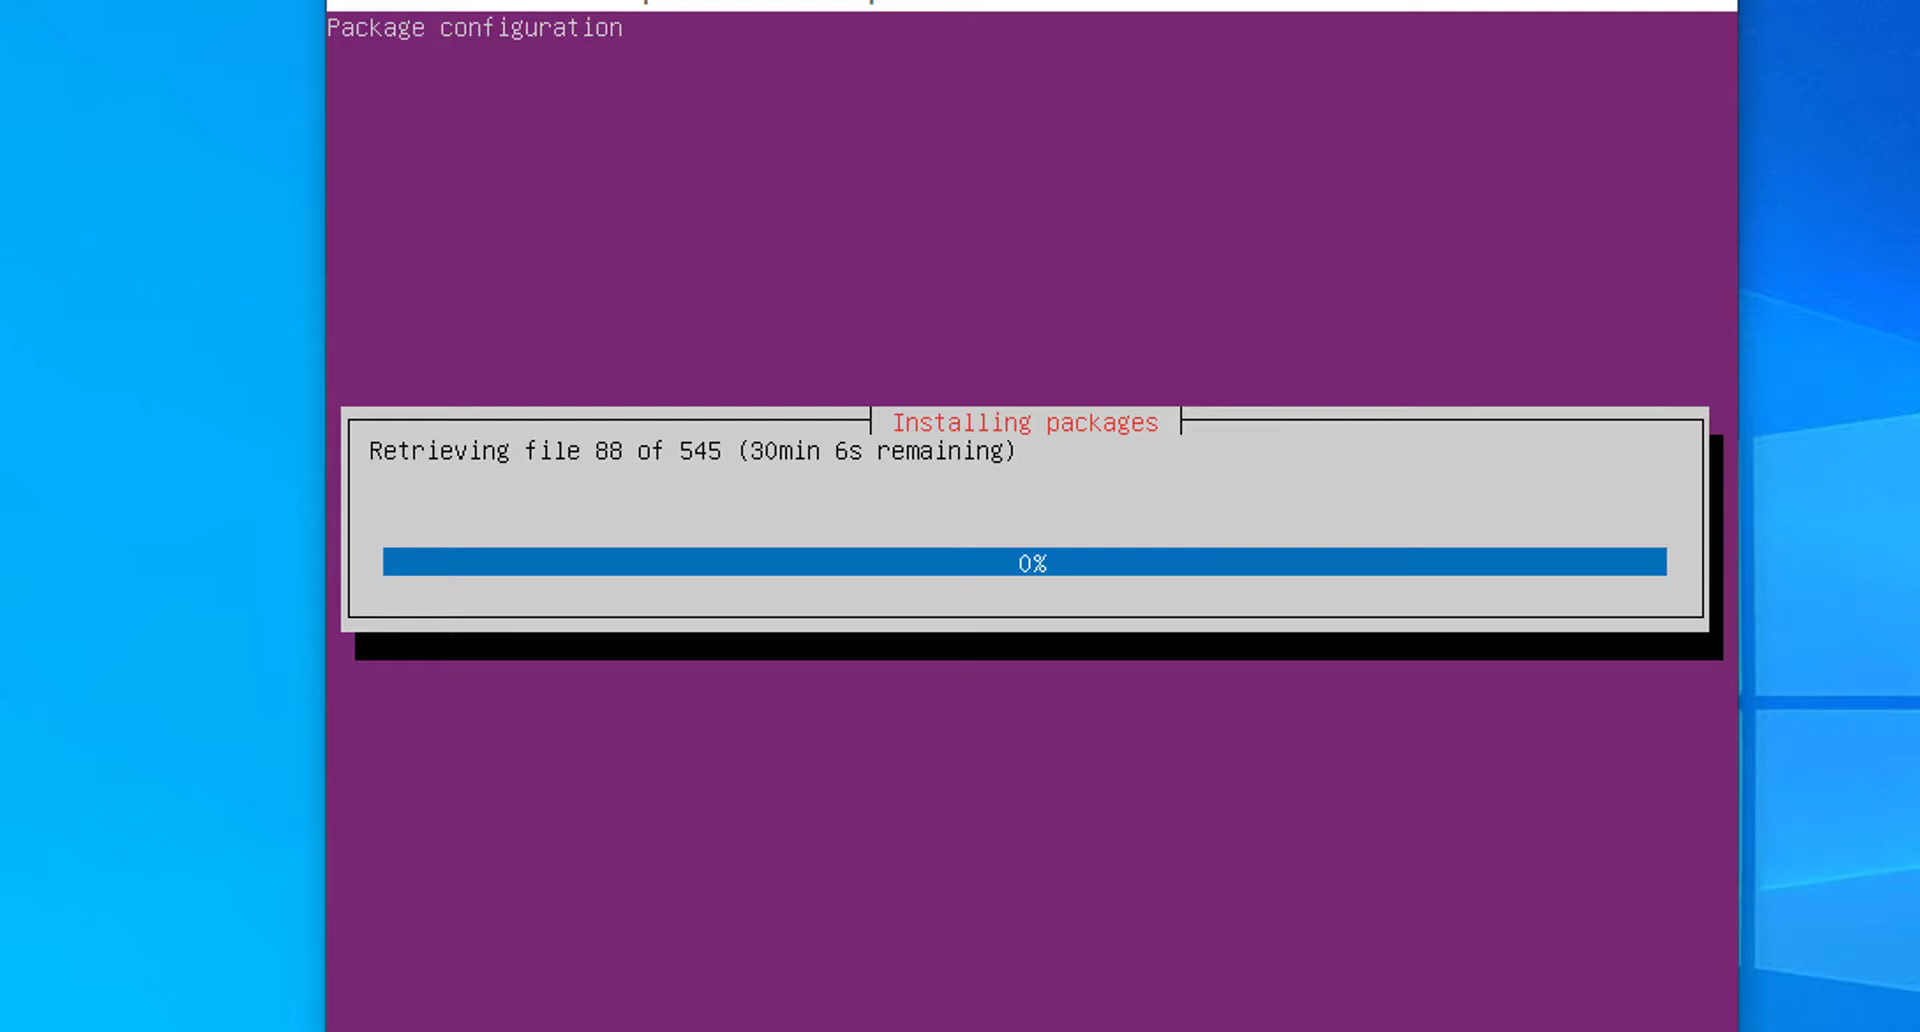 Package configuration
Installing packages
Retrieving file 88 of 545 (30min 6s remaining)
0%